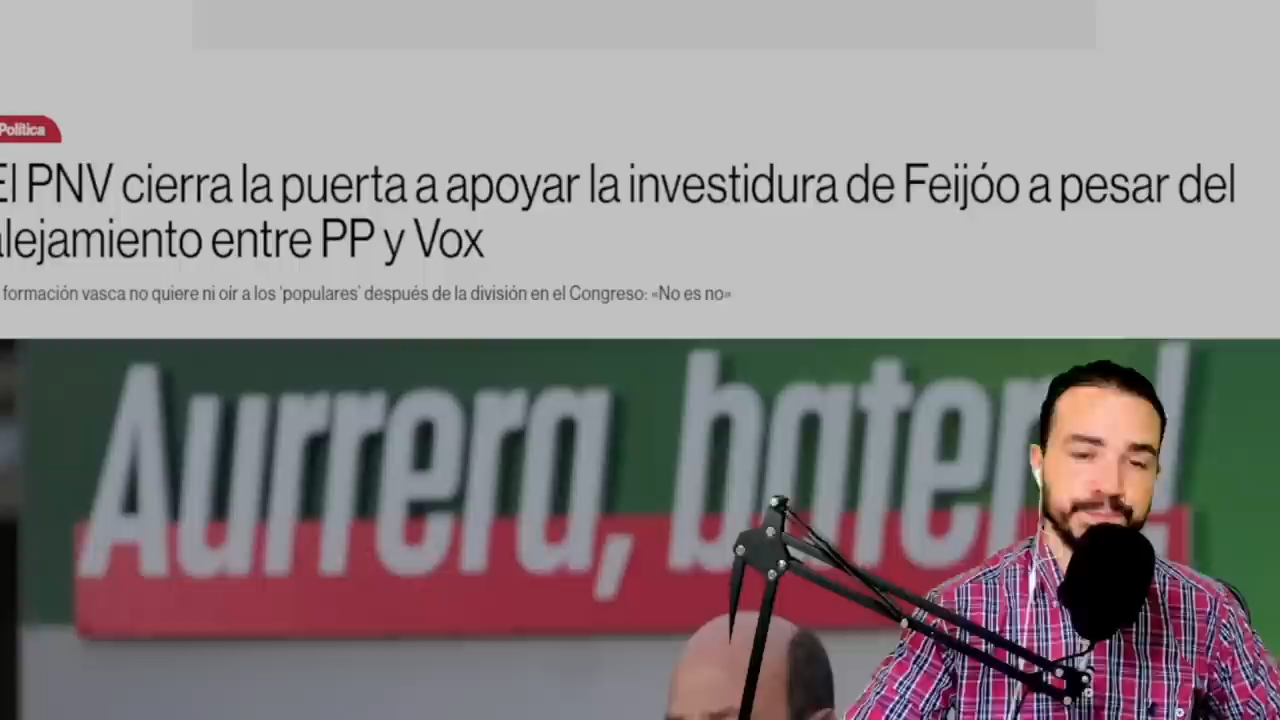 Política
El PNV cierra la puerta a apoyar la investidura de Feijóo a pesar del
alejamiento entre PP y Vox
formación vasca no quiere ni oír a los 'populares' después de la división en el Congreso: «No es no»
Aurrera,